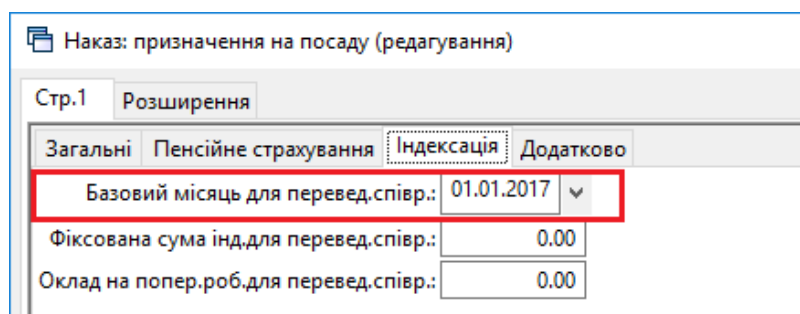 Наказ: призначення на посаду (редагування)
Стр.1 Розширення
Загальні Пенсійне страхування Індексація Додатково
Базовий місяць для перевед.співр.: 01.01.2017
Фіксована сума інд.для перевед.співр.: 0.00
Оклад на попер.роб.для перевед.співр.: 0.00